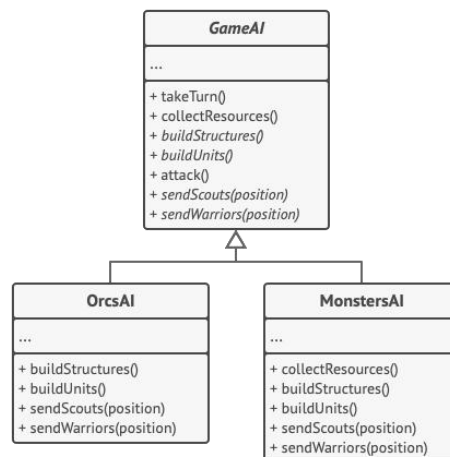 GameAI
...
+ takeTurn()
+ collectResources()
+ buildStructures()
+ buildUnits()
+ attack()
+ sendScouts(position)
+ sendWarriors(position)
OrcsAI
...
+ buildStructures()
+ buildUnits()
+ sendScouts(position)
+ sendWarriors(position)
MonstersAI
...
+ collectResources()
+ buildStructures()
+ buildUnits()
+ sendScouts(position)
+ sendWarriors(position)